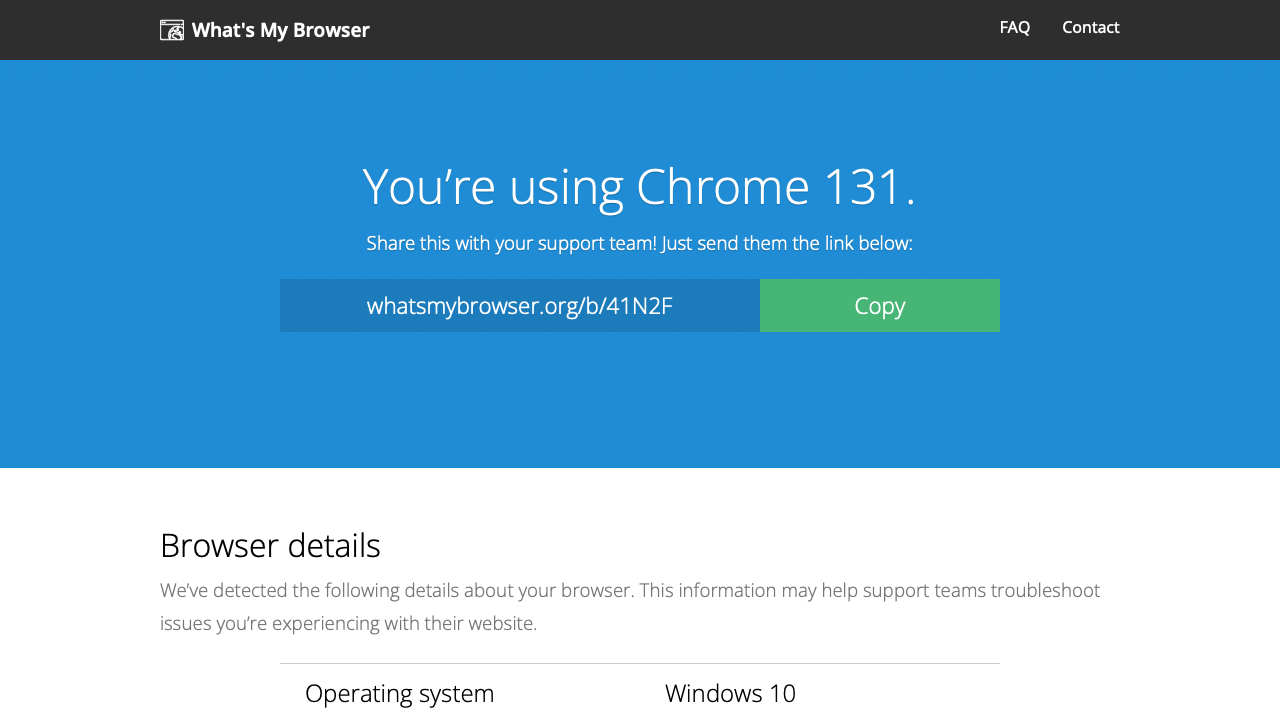 What's My Browser
FAQ
Contact
You’re using Chrome 131.
Share this with your support team! Just send them the link below:
whatsmybrowser.org/b/41N2F
Copy
Browser details
We’ve detected the following details about your browser. This information may help support teams troubleshoot
issues you’re experiencing with their website.
Operating system
Windows 10